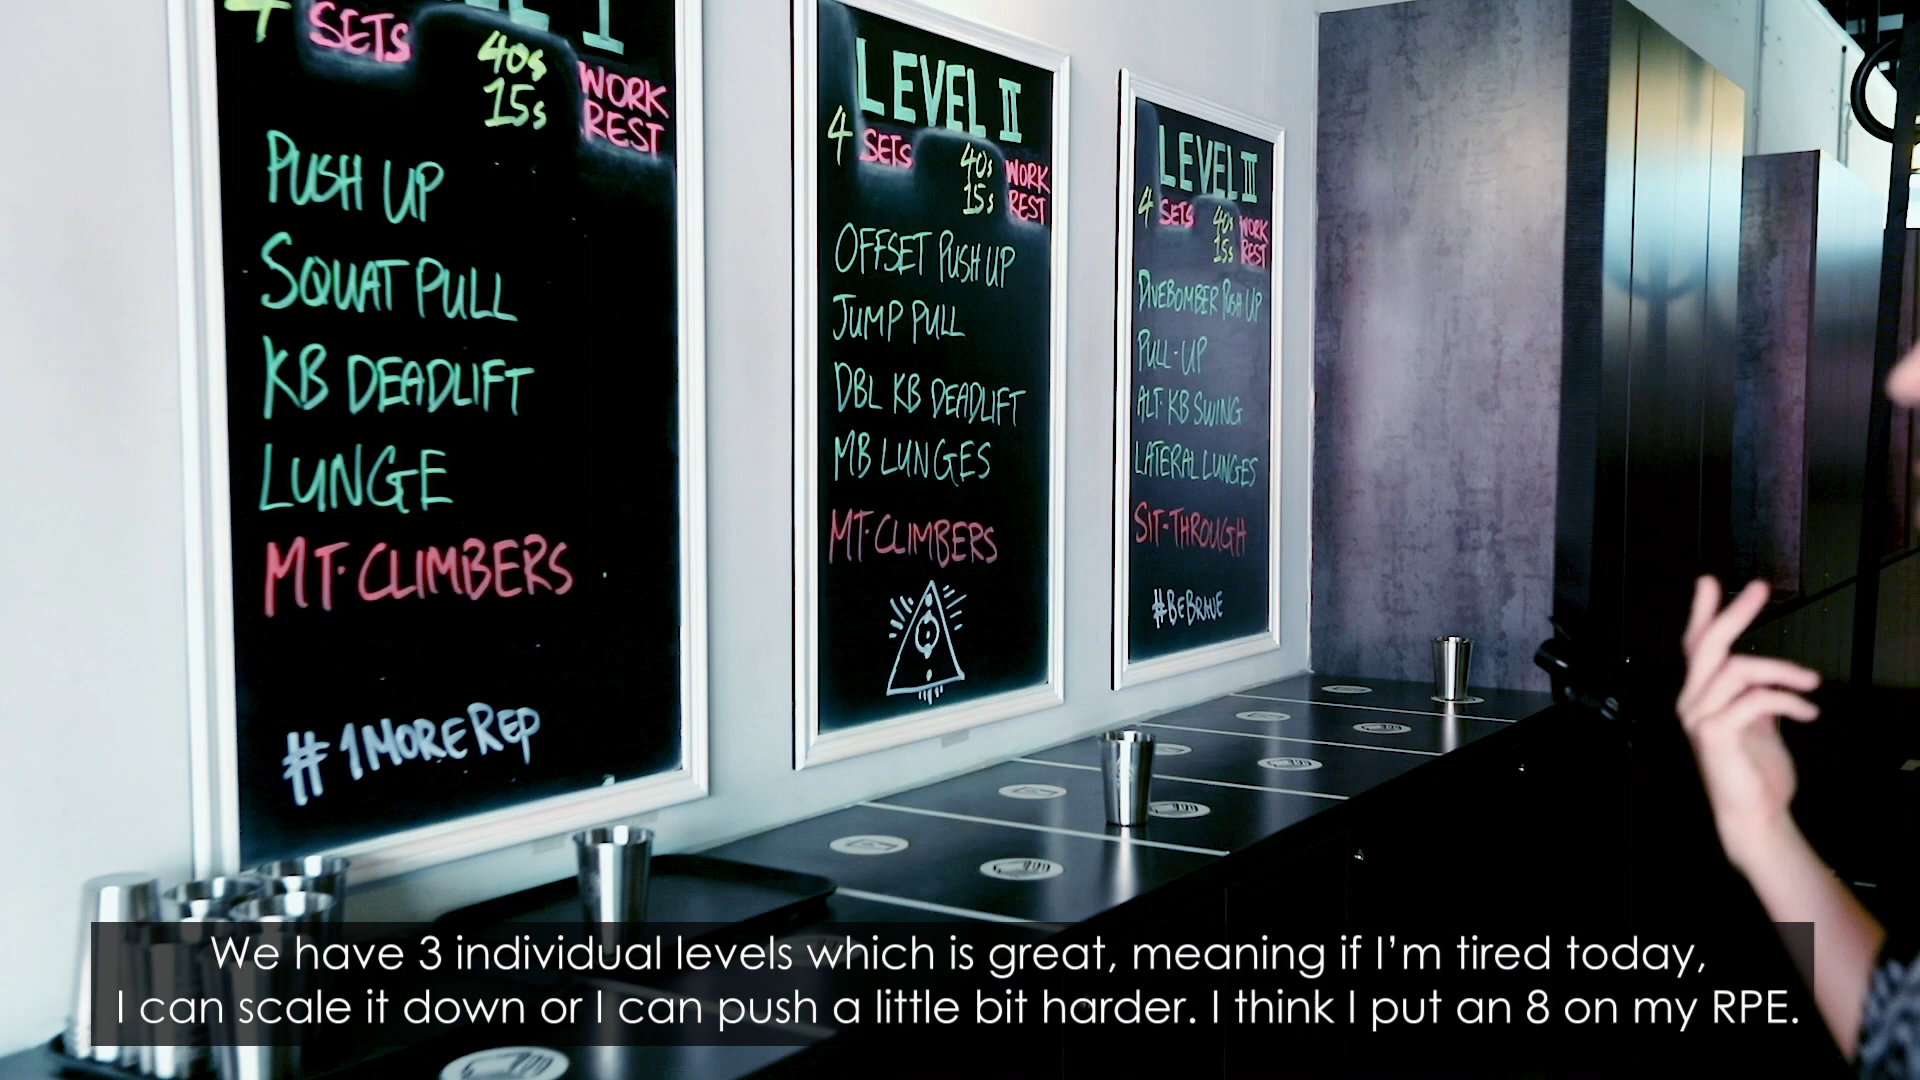 4 SETS
40s WORK
15s REST
PUSH UP
SQUAT PULL
KB DEADLIFT
LUNGE
MT. CLIMBERS
#1MOREREP
LEVEL II
4 SETS
40s WORK
15s REST
OFFSET PUSH UP
JUMP PULL
DBL KB DEADLIFT
MB LUNGES
MT. CLIMBERS
LEVEL III
4 SETS
40s WORK
15s REST
DIVEBOMBER PUSH UP
PULL-UP
ALT. KB SWING
LATERAL LUNGES
SIT-THROUGH
#BEBRAVE
We have 3 individual levels which is great, meaning if I’m tired today,
I can scale it down or I can push a little bit harder. I think I put an 8 on my RPE.